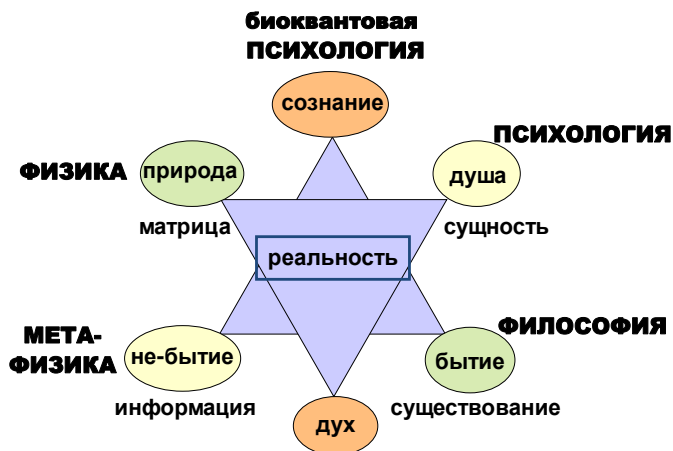 биоквантовая
ПСИХОЛОГИЯ
сознание
ПСИХОЛОГИЯ
ФИЗИКА
природа
душа
матрица
сущность
реальность
МЕТА-
ФИЗИКА
не-бытие
ФИЛОСОФИЯ
бытие
информация
существование
дух